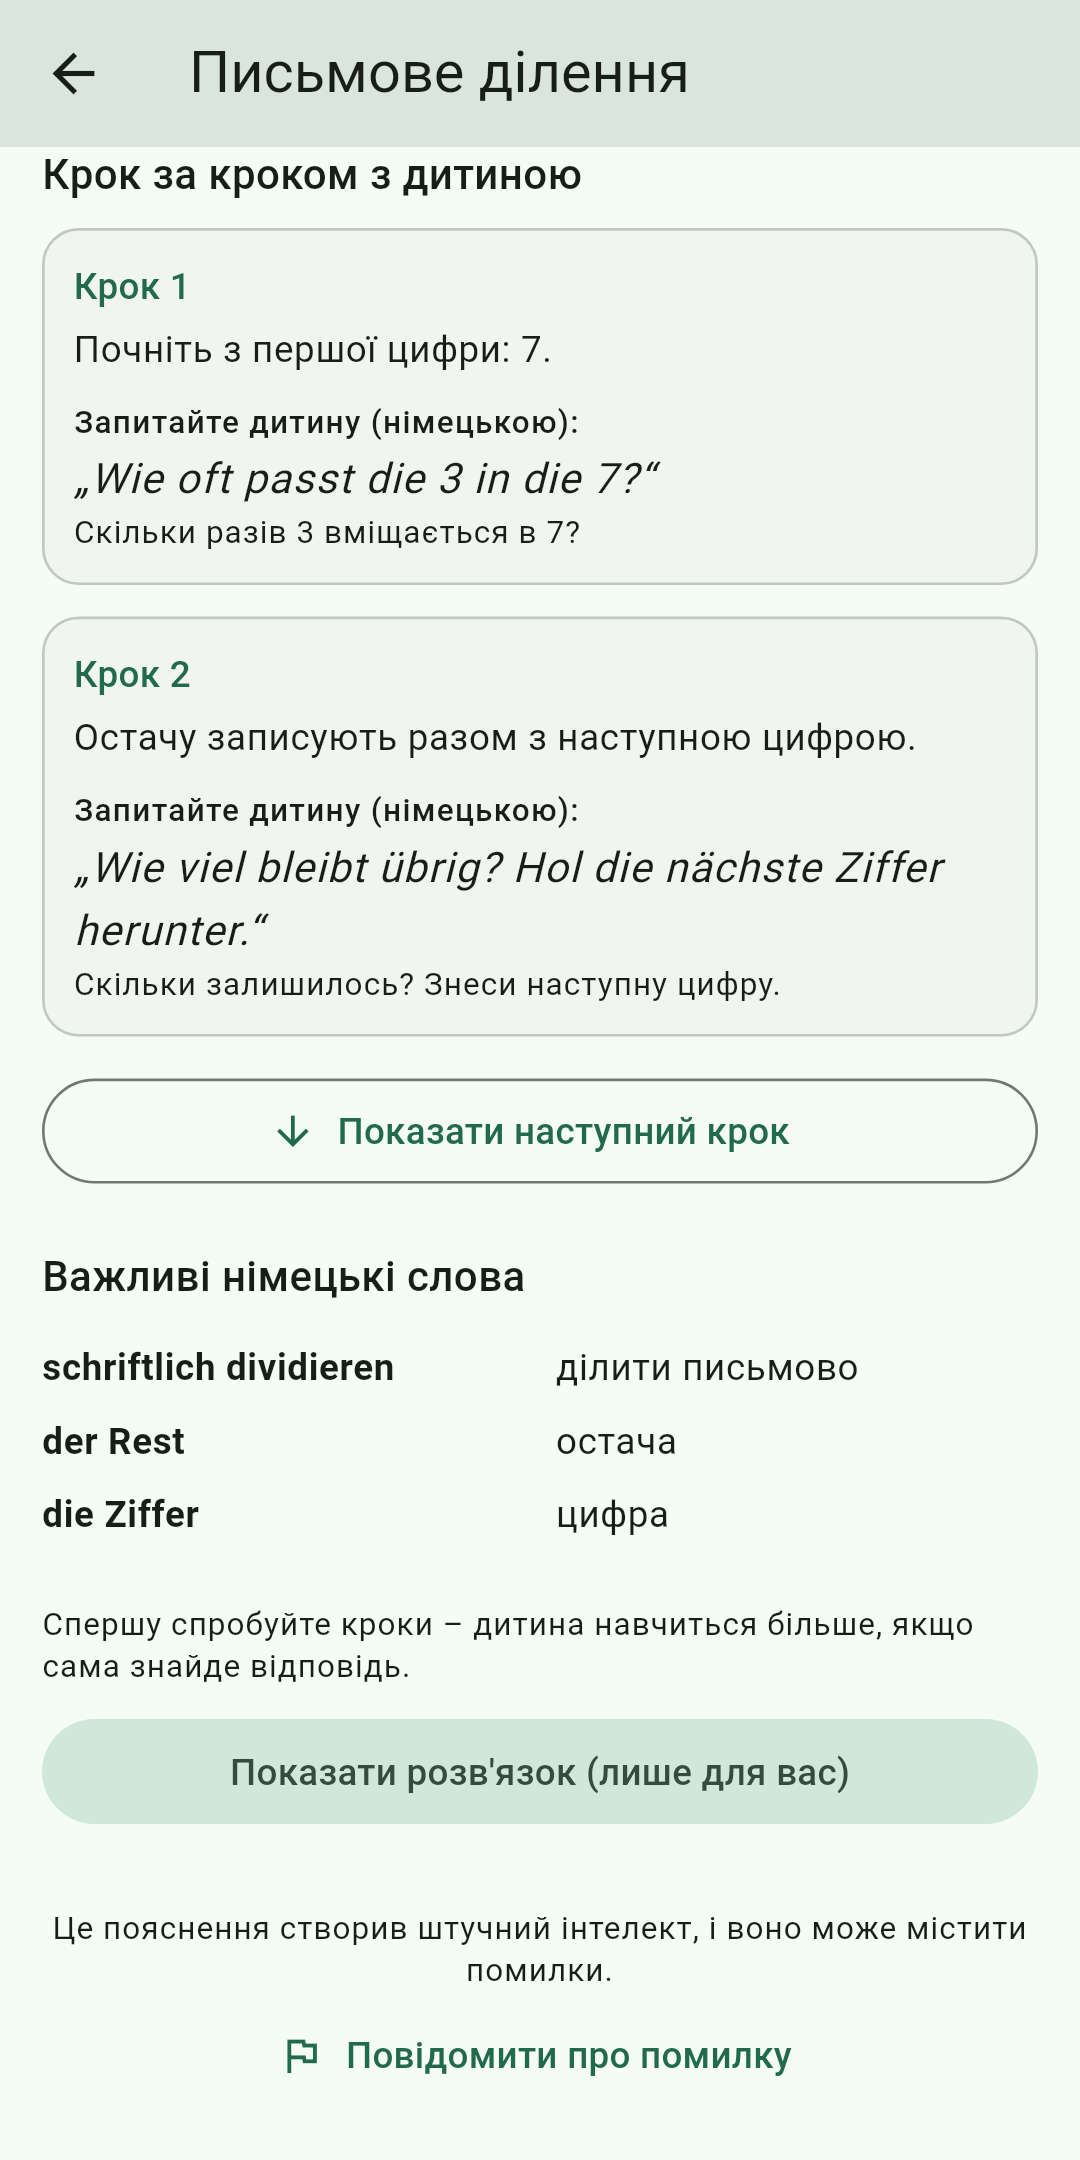 Письмове ділення
Крок за кроком з дитиною
Крок 1
Почніть з першої цифри: 7.
Запитайте дитину (німецькою):
„Wie oft passt die 3 in die 7?“
Скільки разів 3 вміщається в 7?
Крок 2
Остачу записують разом з наступною цифрою.
Запитайте дитину (німецькою):
„Wie viel bleibt übrig? Hol die nächste Ziffer
herunter.“
Скільки залишилось? Знеси наступну цифру.
Показати наступний крок
Важливі німецькі слова
schriftlich dividieren ділити письмово
der Rest остача
die Ziffer цифра
Спершу спробуйте кроки – дитина навчиться більше, якщо
сама знайде відповідь.
Показати розв'язок (лише для вас)
Це пояснення створив штучний інтелект, і воно може містити
помилки.
Повідомити про помилку